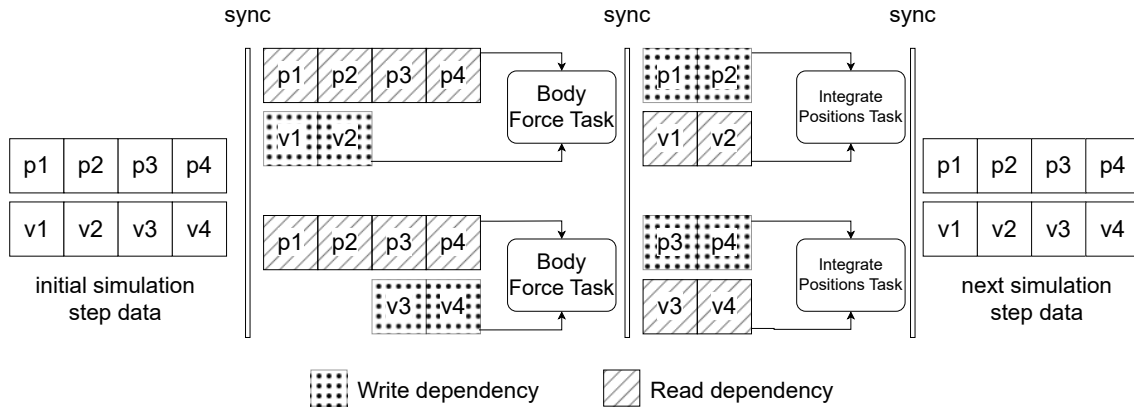 sync
sync
sync
p1 p2 p3 p4
v1 v2
Body
Force Task
p1 p2
v1 v2
Integrate
Positions Task
p1 p2 p3 p4
v1 v2 v3 v4
initial simulation
step data
p1 p2 p3 p4
v3 v4
Body
Force Task
p3 p4
v3 v4
Integrate
Positions Task
p1 p2 p3 p4
v1 v2 v3 v4
next simulation
step data
Write dependency
Read dependency